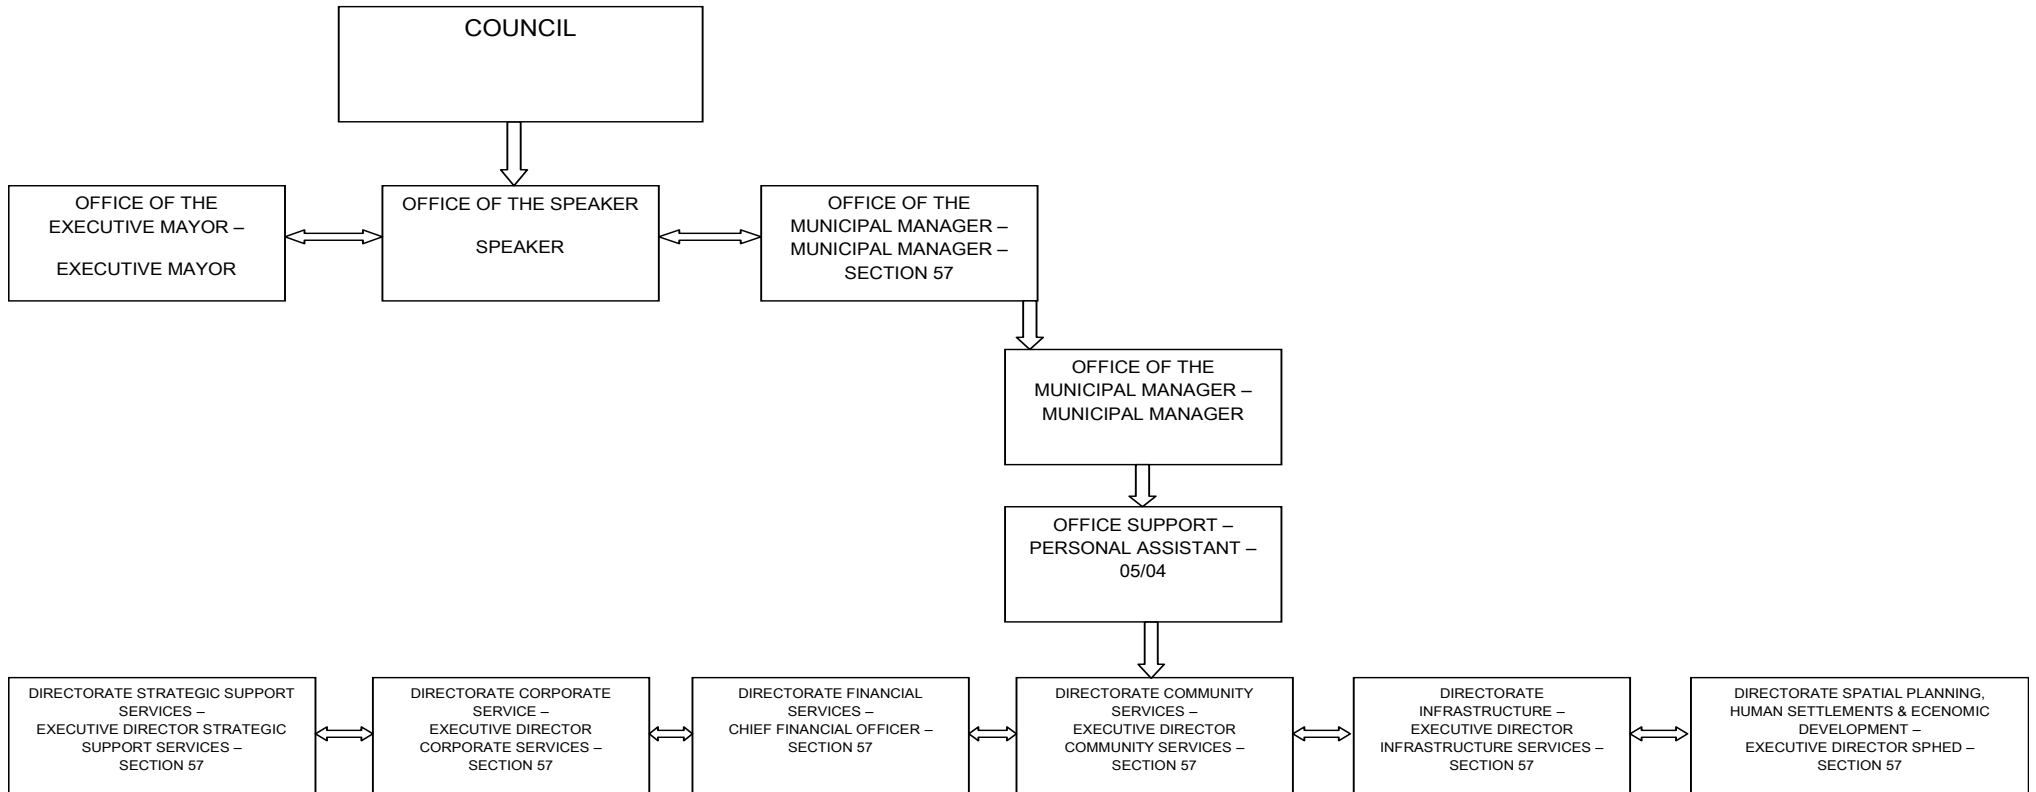 COUNCIL
OFFICE OF THE
EXECUTIVE MAYOR –
EXECUTIVE MAYOR
OFFICE OF THE SPEAKER
SPEAKER
OFFICE OF THE
MUNICIPAL MANAGER –
MUNICIPAL MANAGER –
SECTION 57
OFFICE OF THE
MUNICIPAL MANAGER –
MUNICIPAL MANAGER
OFFICE SUPPORT –
PERSONAL ASSISTANT –
05/04
DIRECTORATE STRATEGIC SUPPORT
SERVICES –
EXECUTIVE DIRECTOR STRATEGIC
SUPPORT SERVICES –
SECTION 57
DIRECTORATE CORPORATE
SERVICE –
EXECUTIVE DIRECTOR
CORPORATE SERVICES –
SECTION 57
DIRECTORATE FINANCIAL
SERVICES –
CHIEF FINANCIAL OFFICER –
SECTION 57
DIRECTORATE COMMUNITY
SERVICES –
EXECUTIVE DIRECTOR
COMMUNITY SERVICES –
SECTION 57
DIRECTORATE
INFRASTRUCTURE –
EXECUTIVE DIRECTOR
INFRASTRUCTURE SERVICES –
SECTION 57
DIRECTORATE SPATIAL PLANNING,
HUMAN SETTLEMENTS & ECENOMIC
DEVELOPMENT –
EXECUTIVE DIRECTOR SPHED –
SECTION 57